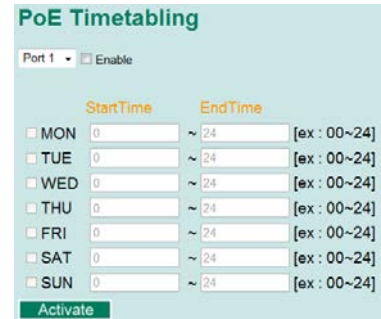 PoE Timetabling
Port 1 Enable
StartTime EndTime
MON 0 ~ 24 [ex : 00~24]
TUE 0 ~ 24 [ex : 00~24]
WED 0 ~ 24 [ex : 00~24]
THU 0 ~ 24 [ex : 00~24]
FRI 0 ~ 24 [ex : 00~24]
SAT 0 ~ 24 [ex : 00~24]
SUN 0 ~ 24 [ex : 00~24]
Activate